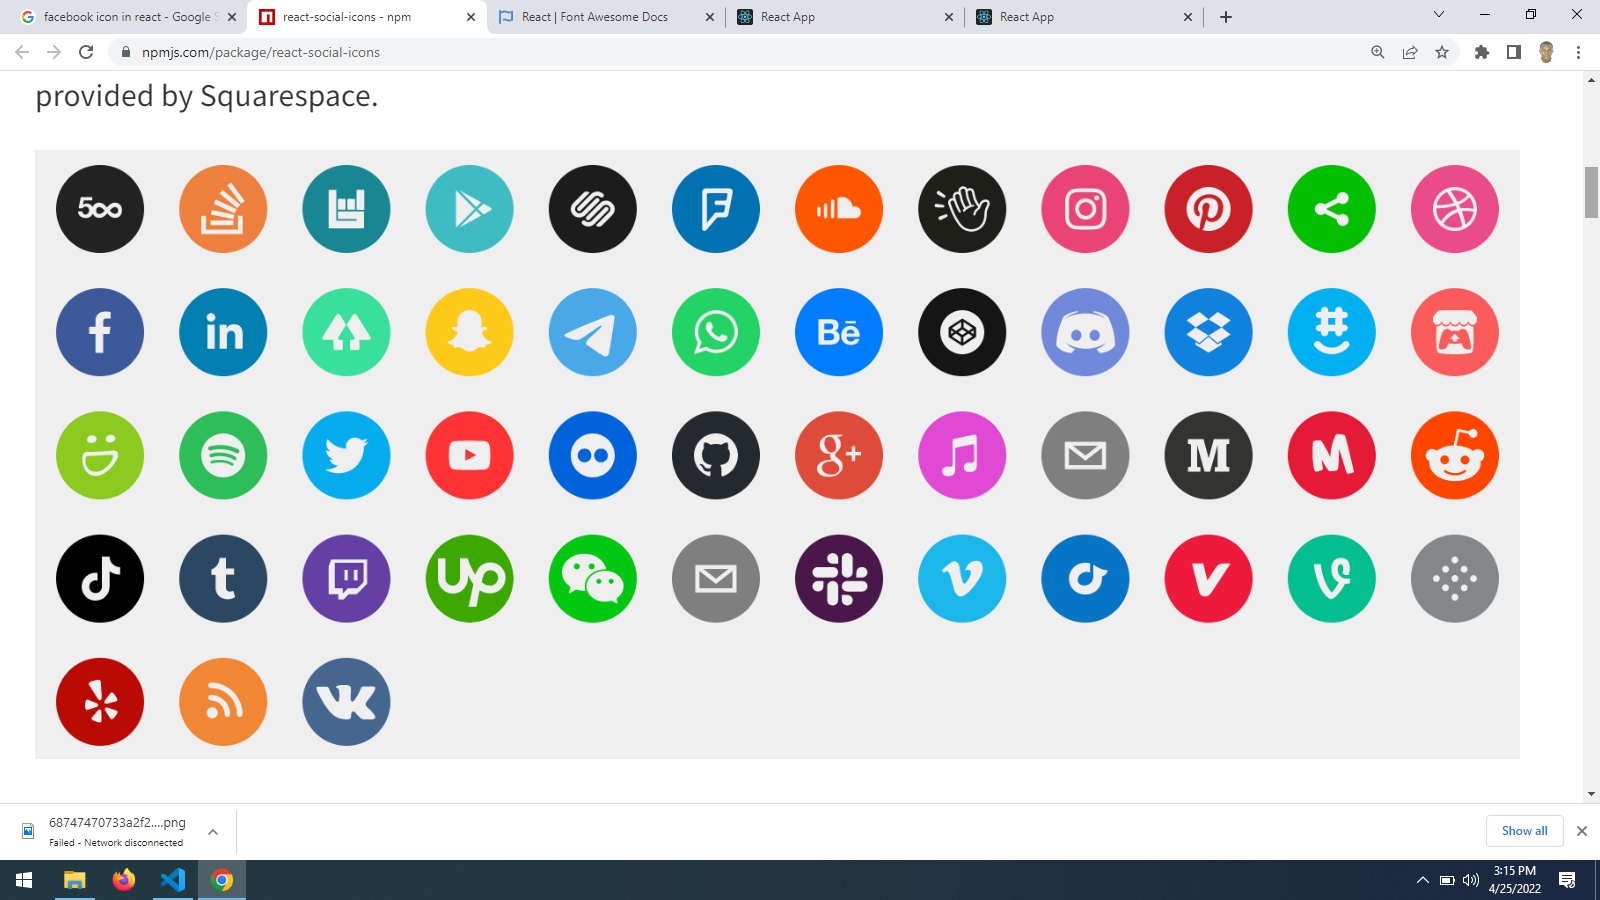 facebook icon in react - Google S
react-social-icons - npm
React | Font Awesome Docs
React App
React App
npmjs.com/package/react-social-icons
provided by Squarespace.
500
in
Bē
g+
M
t
up
68747470733a2f2....png
Failed - Network disconnected
Show all
3:15 PM
4/25/2022